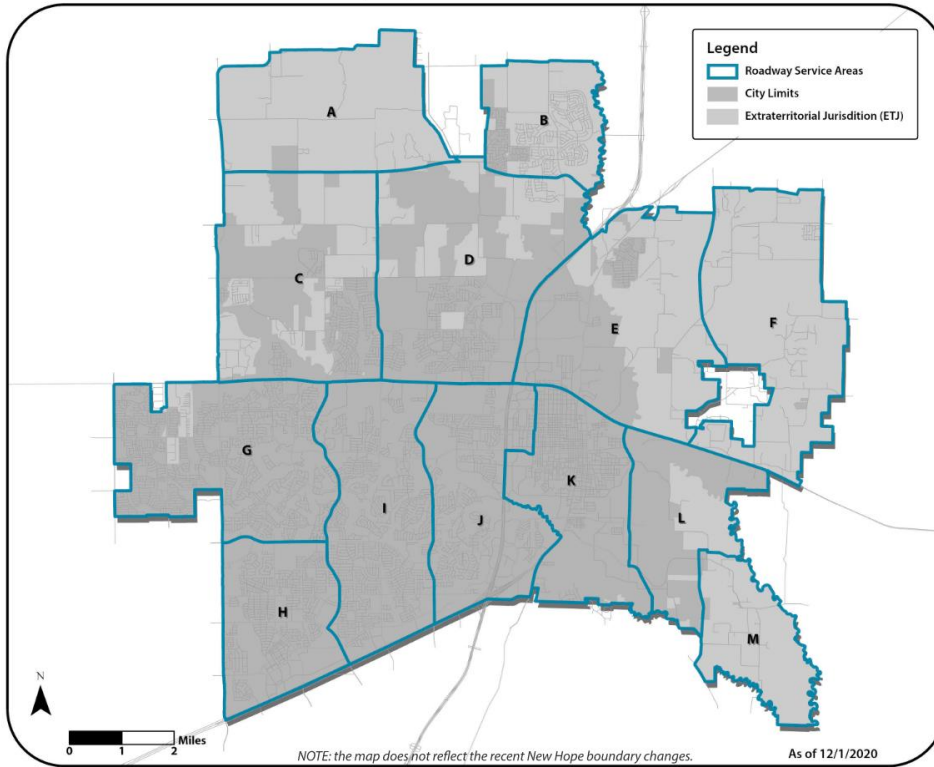 Legend
Roadway Service Areas
City Limits
Extraterritorial Jurisdition (ETJ)
A
B
C
D
E
F
G
H
I
J
K
L
M
N
0 1 2 Miles
NOTE: the map does not reflect the recent New Hope boundary changes.
As of 12/1/2020